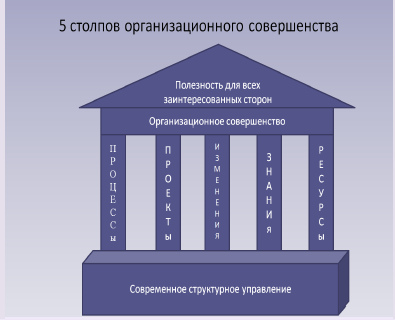 5 столпов организационного совершенства
Полезность для всех
заинтересованных сторон
Организационное совершенство
ПРОЦЕССы
ПРОЕКТы
ИЗМЕНЕНИЯ
ЗНАНИЯ
РЕСУРСы
Современное структурное управление